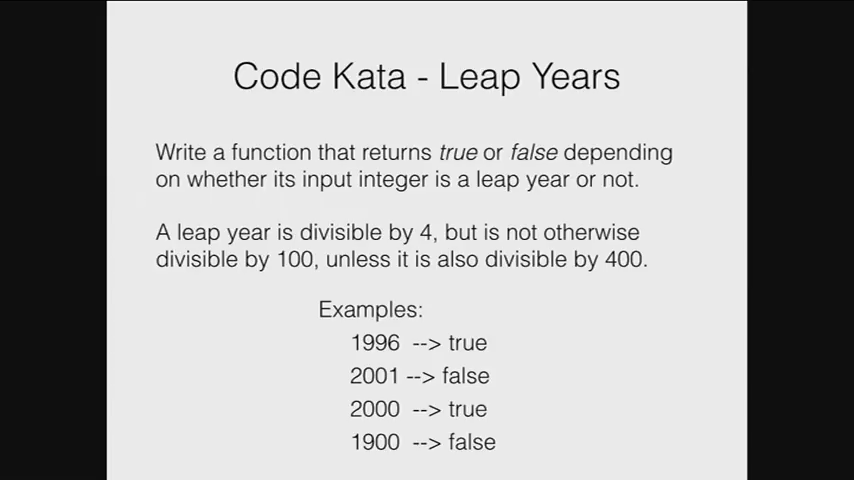 Code Kata - Leap Years
Write a function that returns true or false depending
on whether its input integer is a leap year or not.
A leap year is divisible by 4, but is not otherwise
divisible by 100, unless it is also divisible by 400.
Examples:
1996 --> true
2001 --> false
2000 --> true
1900 --> false